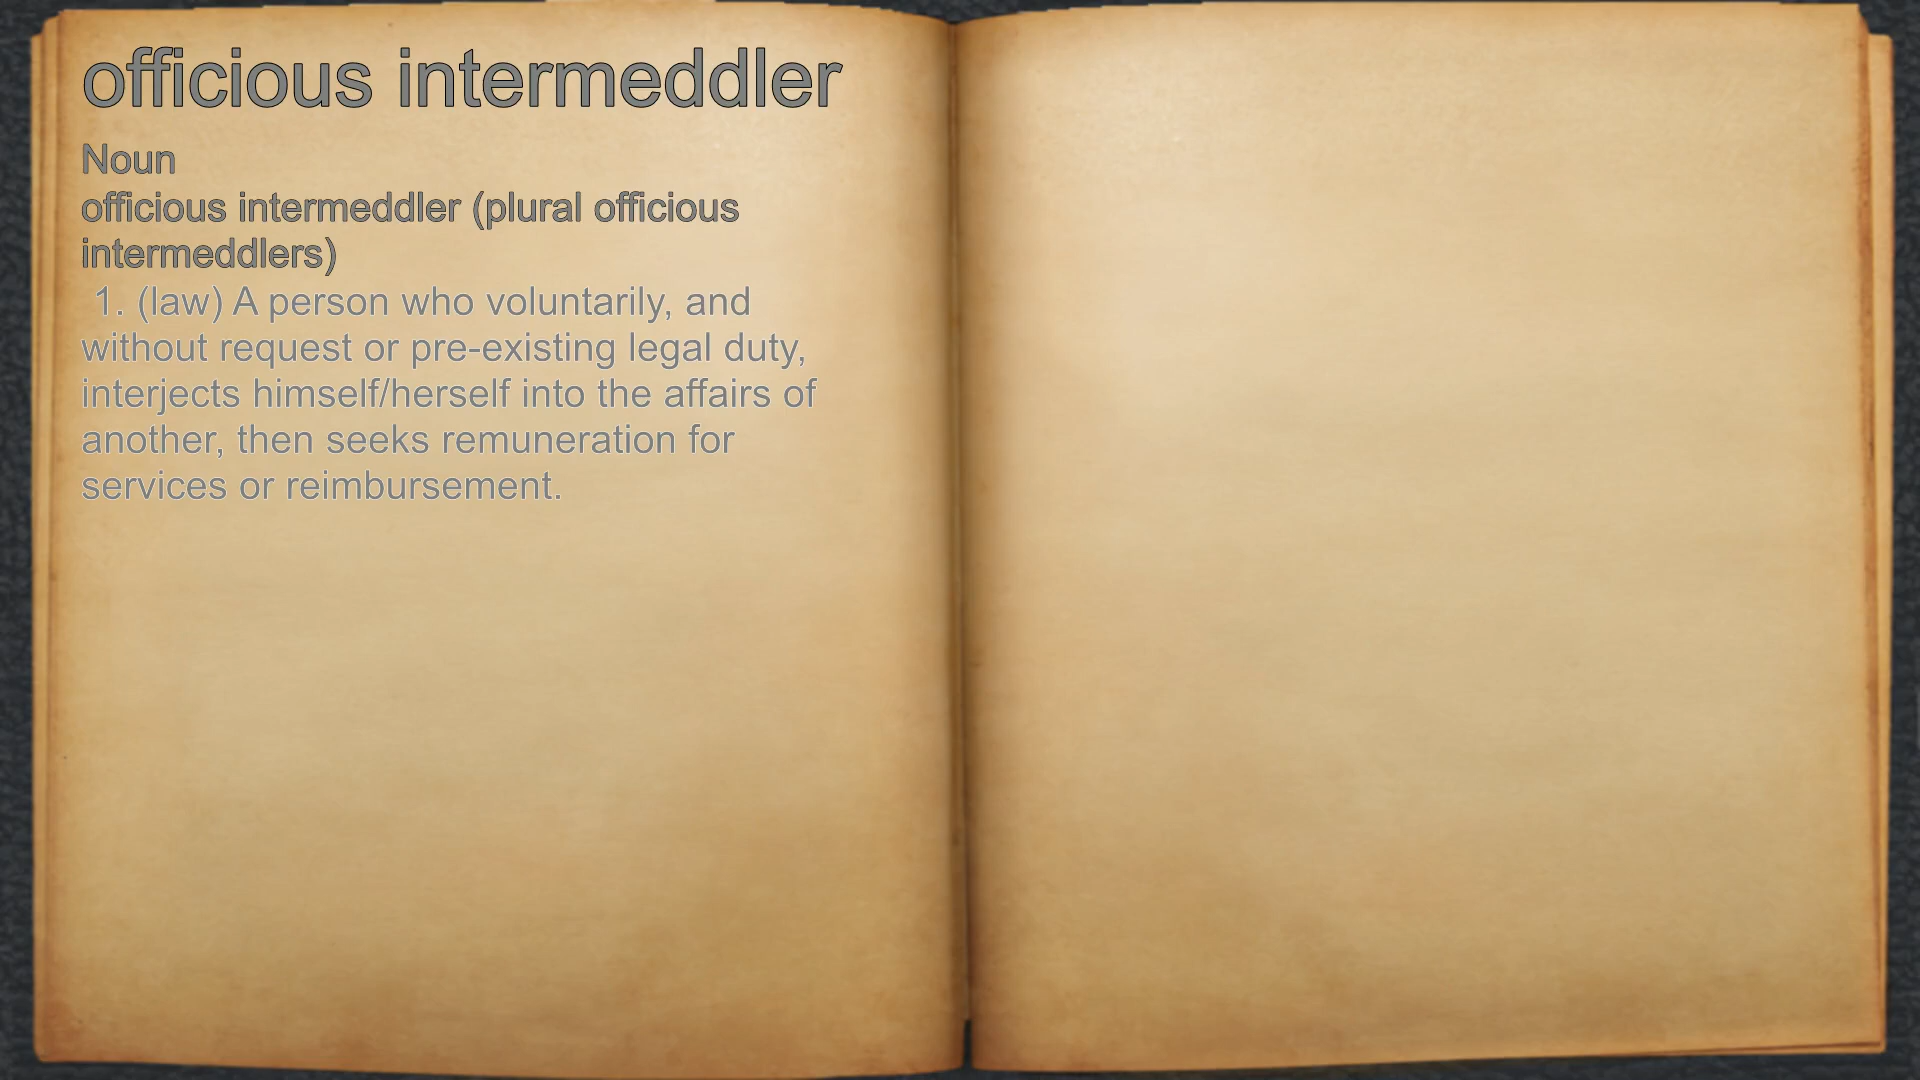 officious intermeddler
Noun
officious intermeddler (plural officious
intermeddlers)
1. (law) A person who voluntarily, and
without request or pre-existing legal duty,
interjects himself/herself into the affairs of
another, then seeks remuneration for
services or reimbursement.